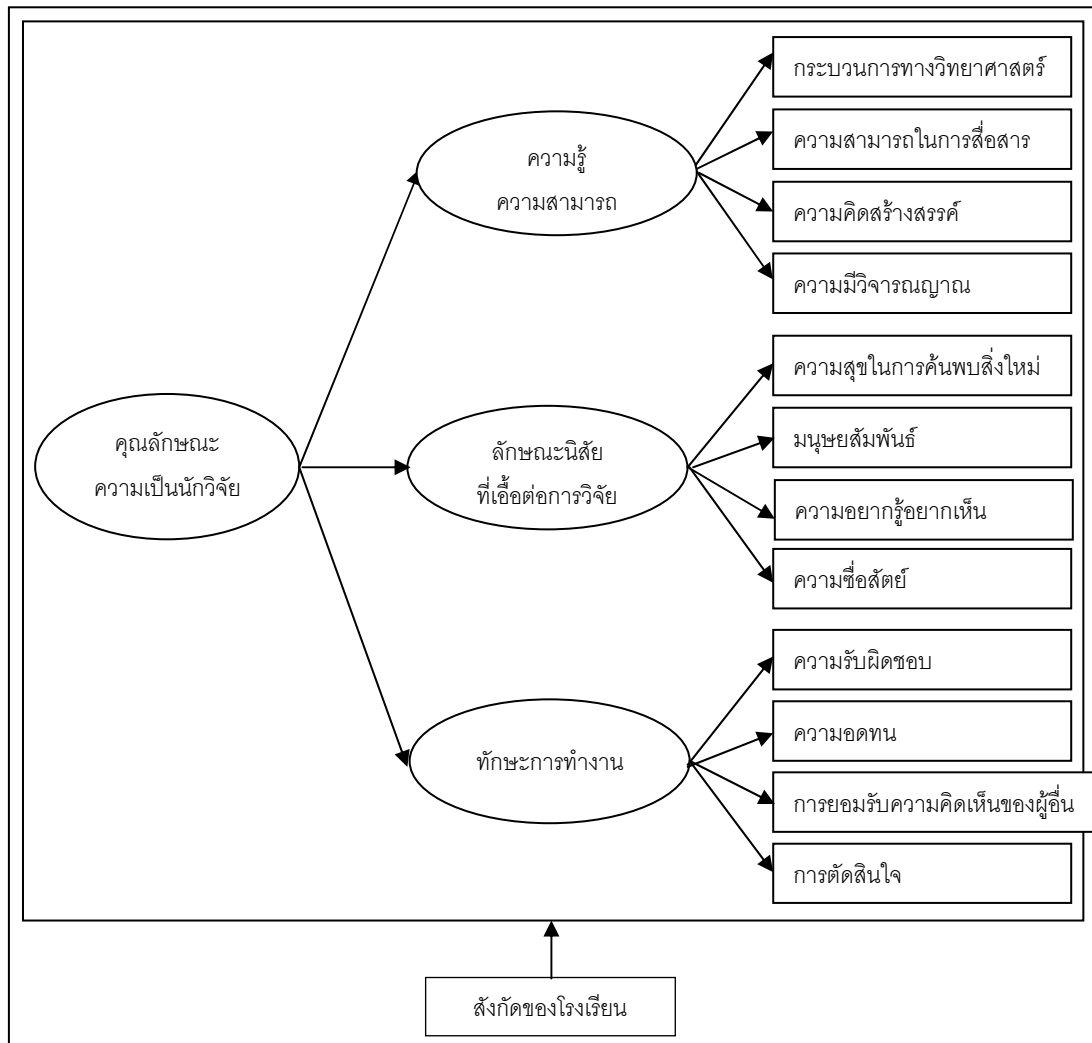 กระบวนการทางวิทยาศาสตร์
ความสามารถในการสื่อสาร
ความคิดสร้างสรรค์
ความมีวิจารณญาณ
ความรู้
ความสามารถ
ความสุขในการค้นพบสิ่งใหม่
มนุษยสัมพันธ์
ความอยากรู้อยากเห็น
ความซื่อสัตย์
คุณลักษณะ
ความเป็นนักวิจัย
ลักษณะนิสัย
ที่เอื้อต่อการวิจัย
ความรับผิดชอบ
ความอดทน
การยอมรับความคิดเห็นของผู้อื่น
การตัดสินใจ
ทักษะการทำงาน
สังกัดของโรงเรียน